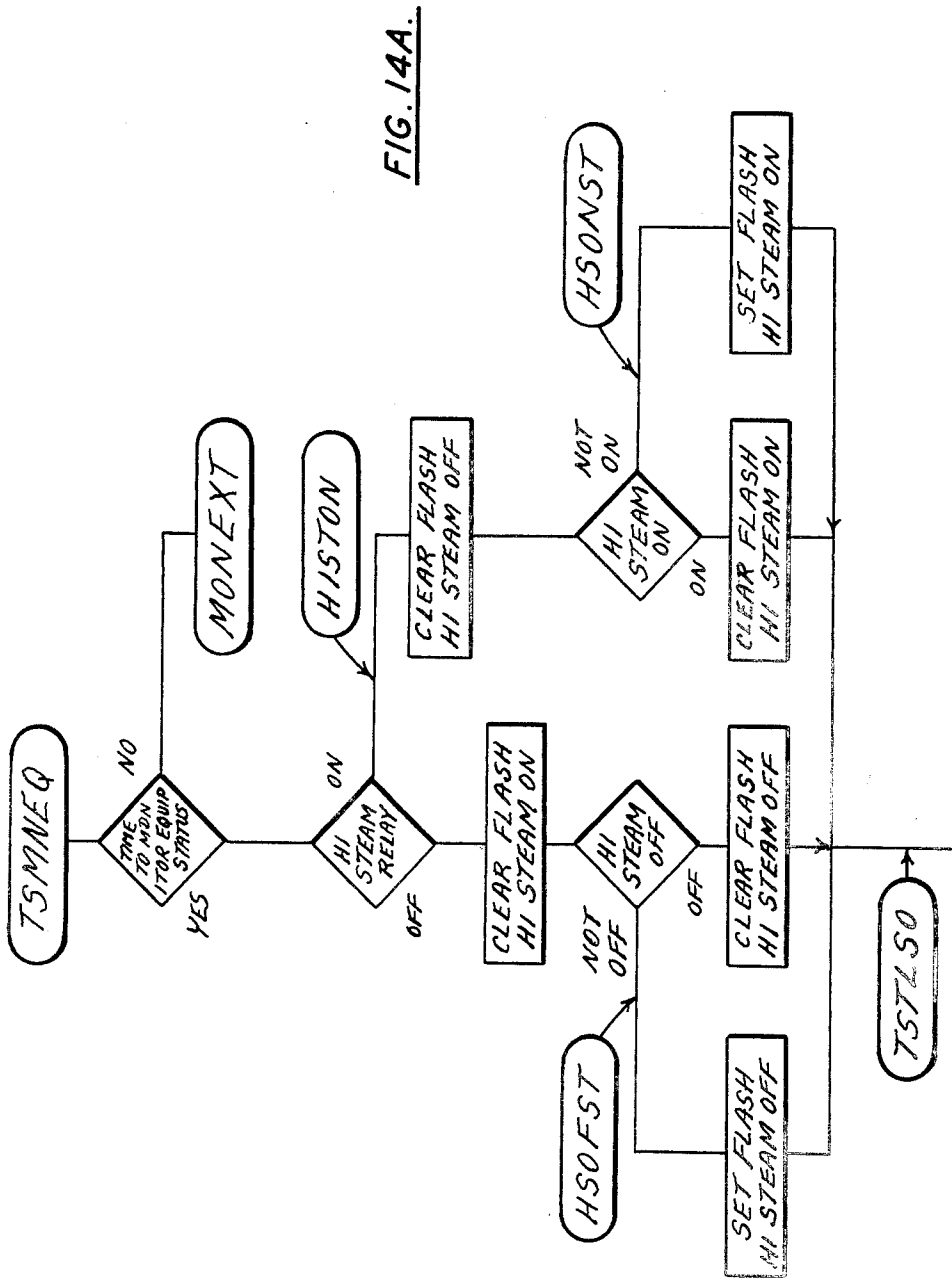 FIG. 14A.
TSMNEQ
TIME
TO MON
ITOR EQUIP
STATUS
NO
YES
MONEXT
HI
STEAM
RELAY
ON
OFF
HISTON
CLEAR FLASH
HI STEAM ON
CLEAR FLASH
HI STEAM OFF
HI
STEAM
OFF
NOT
OFF
OFF
HSOFST
HI
STEAM
ON
NOT
ON
ON
HSONST
SET FLASH
HI STEAM OFF
CLEAR FLASH
HI STEAM OFF
CLEAR FLASH
HI STEAM ON
SET FLASH
HI STEAM ON
TSTLSO